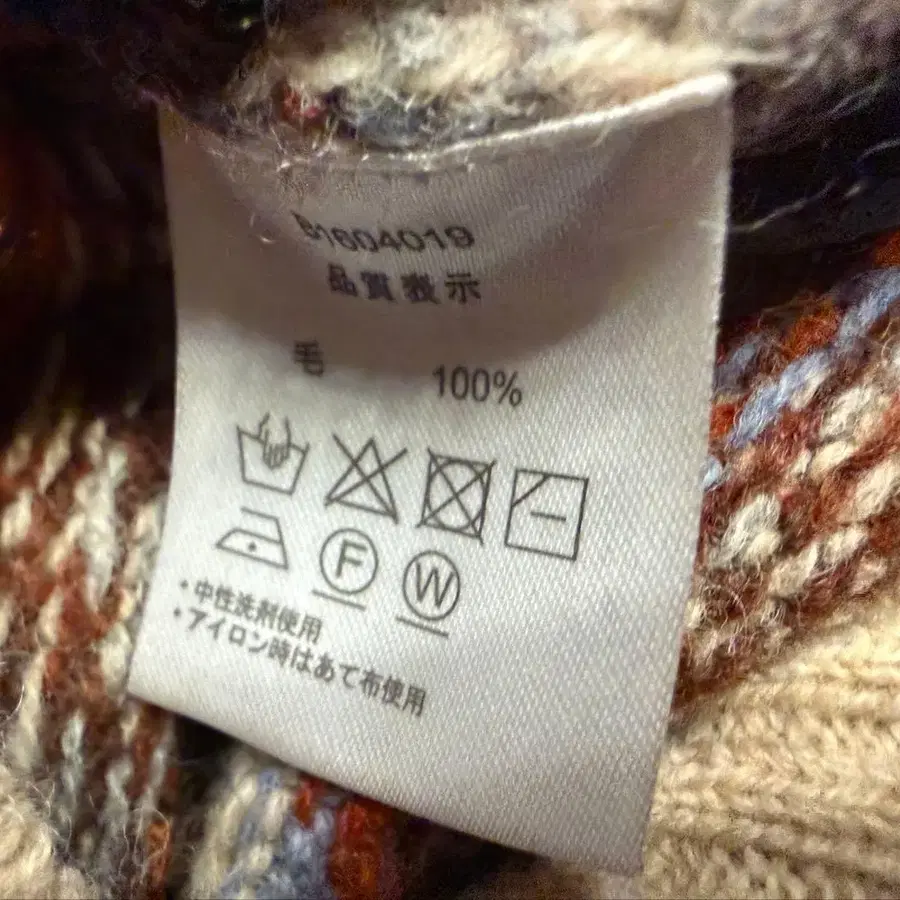 B1604019
品質表示
毛 100%
F W
・中性洗剤使用
・アイロン時はあて布使用